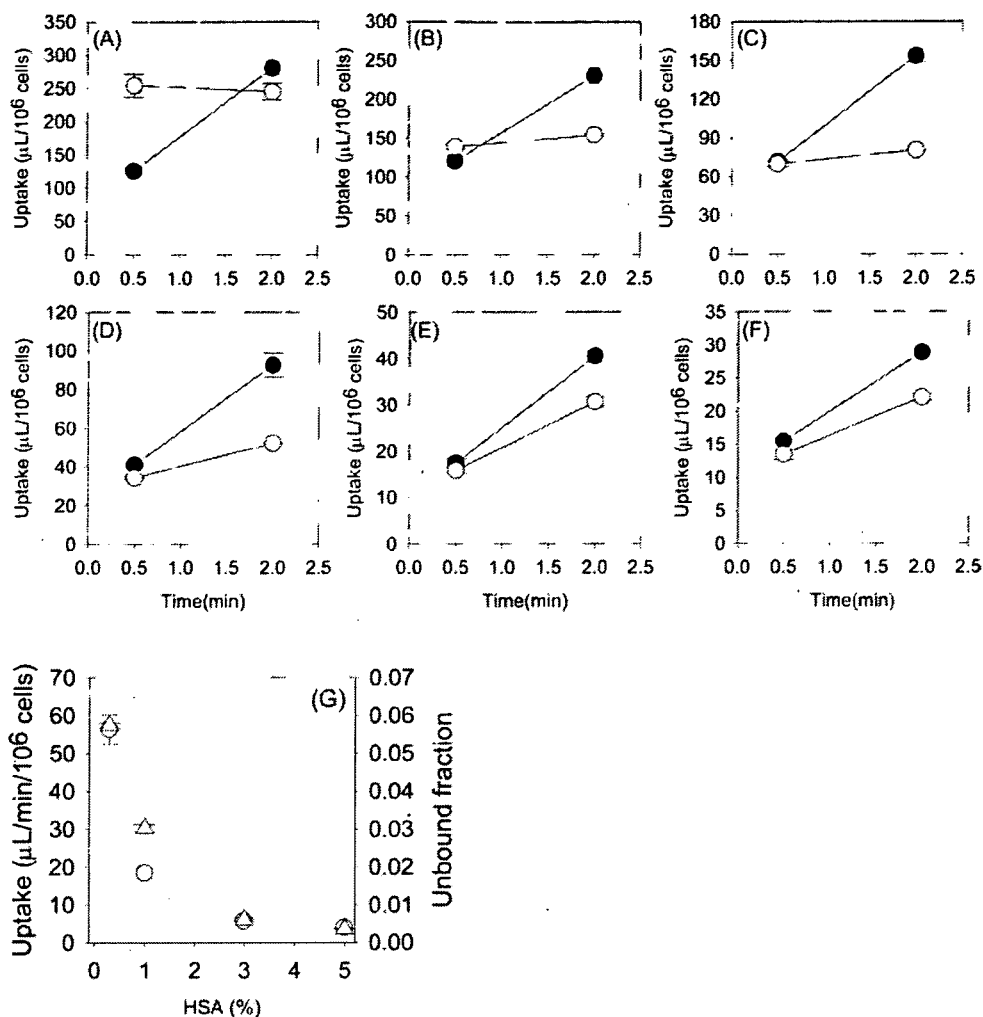 (A)
Uptake (μL/10⁶ cells)
350
300
250
200
150
100
50
0
0.0 0.5 1.0 1.5 2.0 2.5
(B)
Uptake (μL/10⁶ cells)
300
250
200
150
100
50
0
0.0 0.5 1.0 1.5 2.0 2.5
(C)
Uptake (μL/10⁶ cells)
180
150
120
90
60
30
0
0.0 0.5 1.0 1.5 2.0 2.5
(D)
Uptake (μL/10⁶ cells)
120
100
80
60
40
20
0
0.0 0.5 1.0 1.5 2.0 2.5
Time(min)
(E)
Uptake (μL/10⁶ cells)
50
40
30
20
10
0
0.0 0.5 1.0 1.5 2.0 2.5
Time(min)
(F)
Uptake (μL/10⁶ cells)
35
30
25
20
15
10
5
0
0.0 0.5 1.0 1.5 2.0 2.5
Time(min)
(G)
Uptake (μL/min/10⁶ cells)
70
60
50
40
30
20
10
0
0 1 2 3 4 5
HSA (%)
0.07
0.06
0.05
0.04
0.03
0.02
0.01
0.00
Unbound fraction